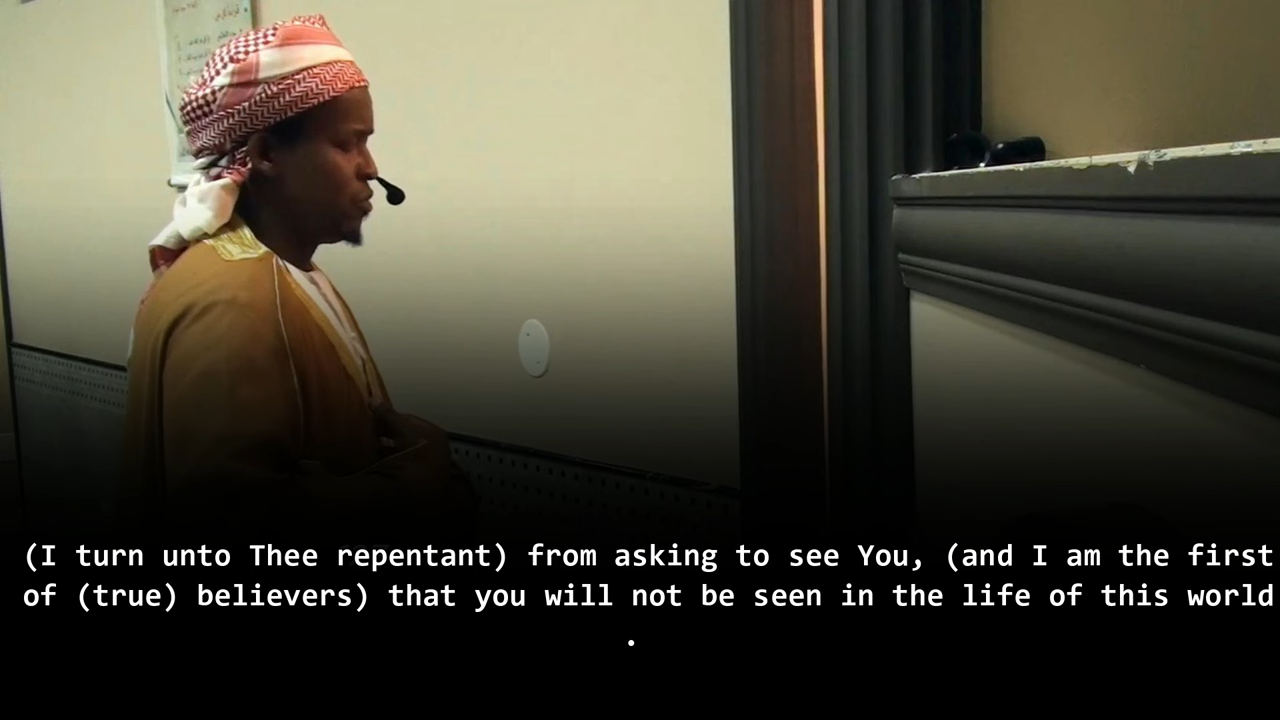 (I turn unto Thee repentant) from asking to see You, (and I am the first
of (true) believers) that you will not be seen in the life of this world
.